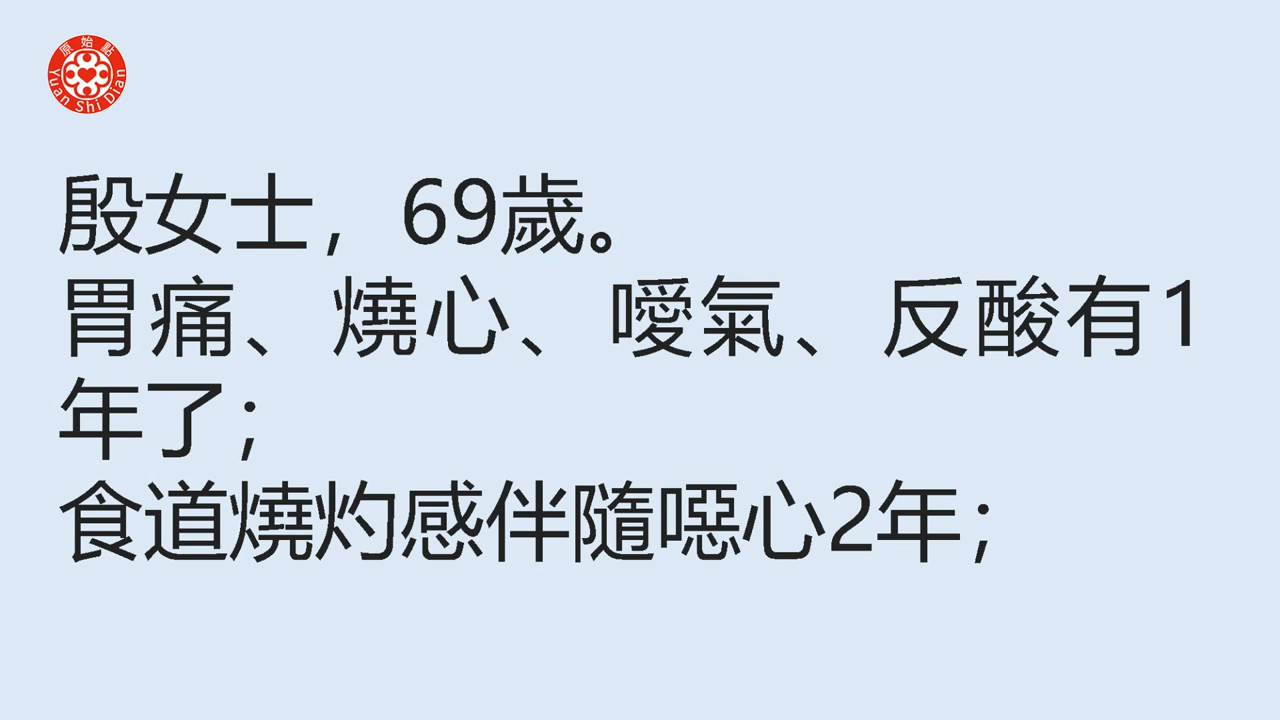 原始點
Yuan Shi Dian
殷女士，69歲。
胃痛、燒心、噯氣、反酸有1
年了；
食道燒灼感伴隨噁心2年；